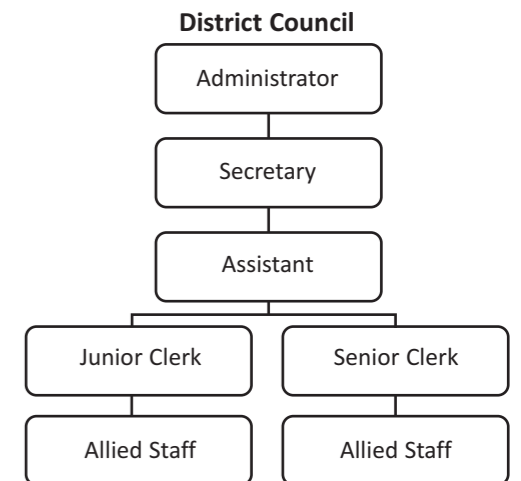 District Council
Administrator
Secretary
Assistant
Junior Clerk
Senior Clerk
Allied Staff
Allied Staff